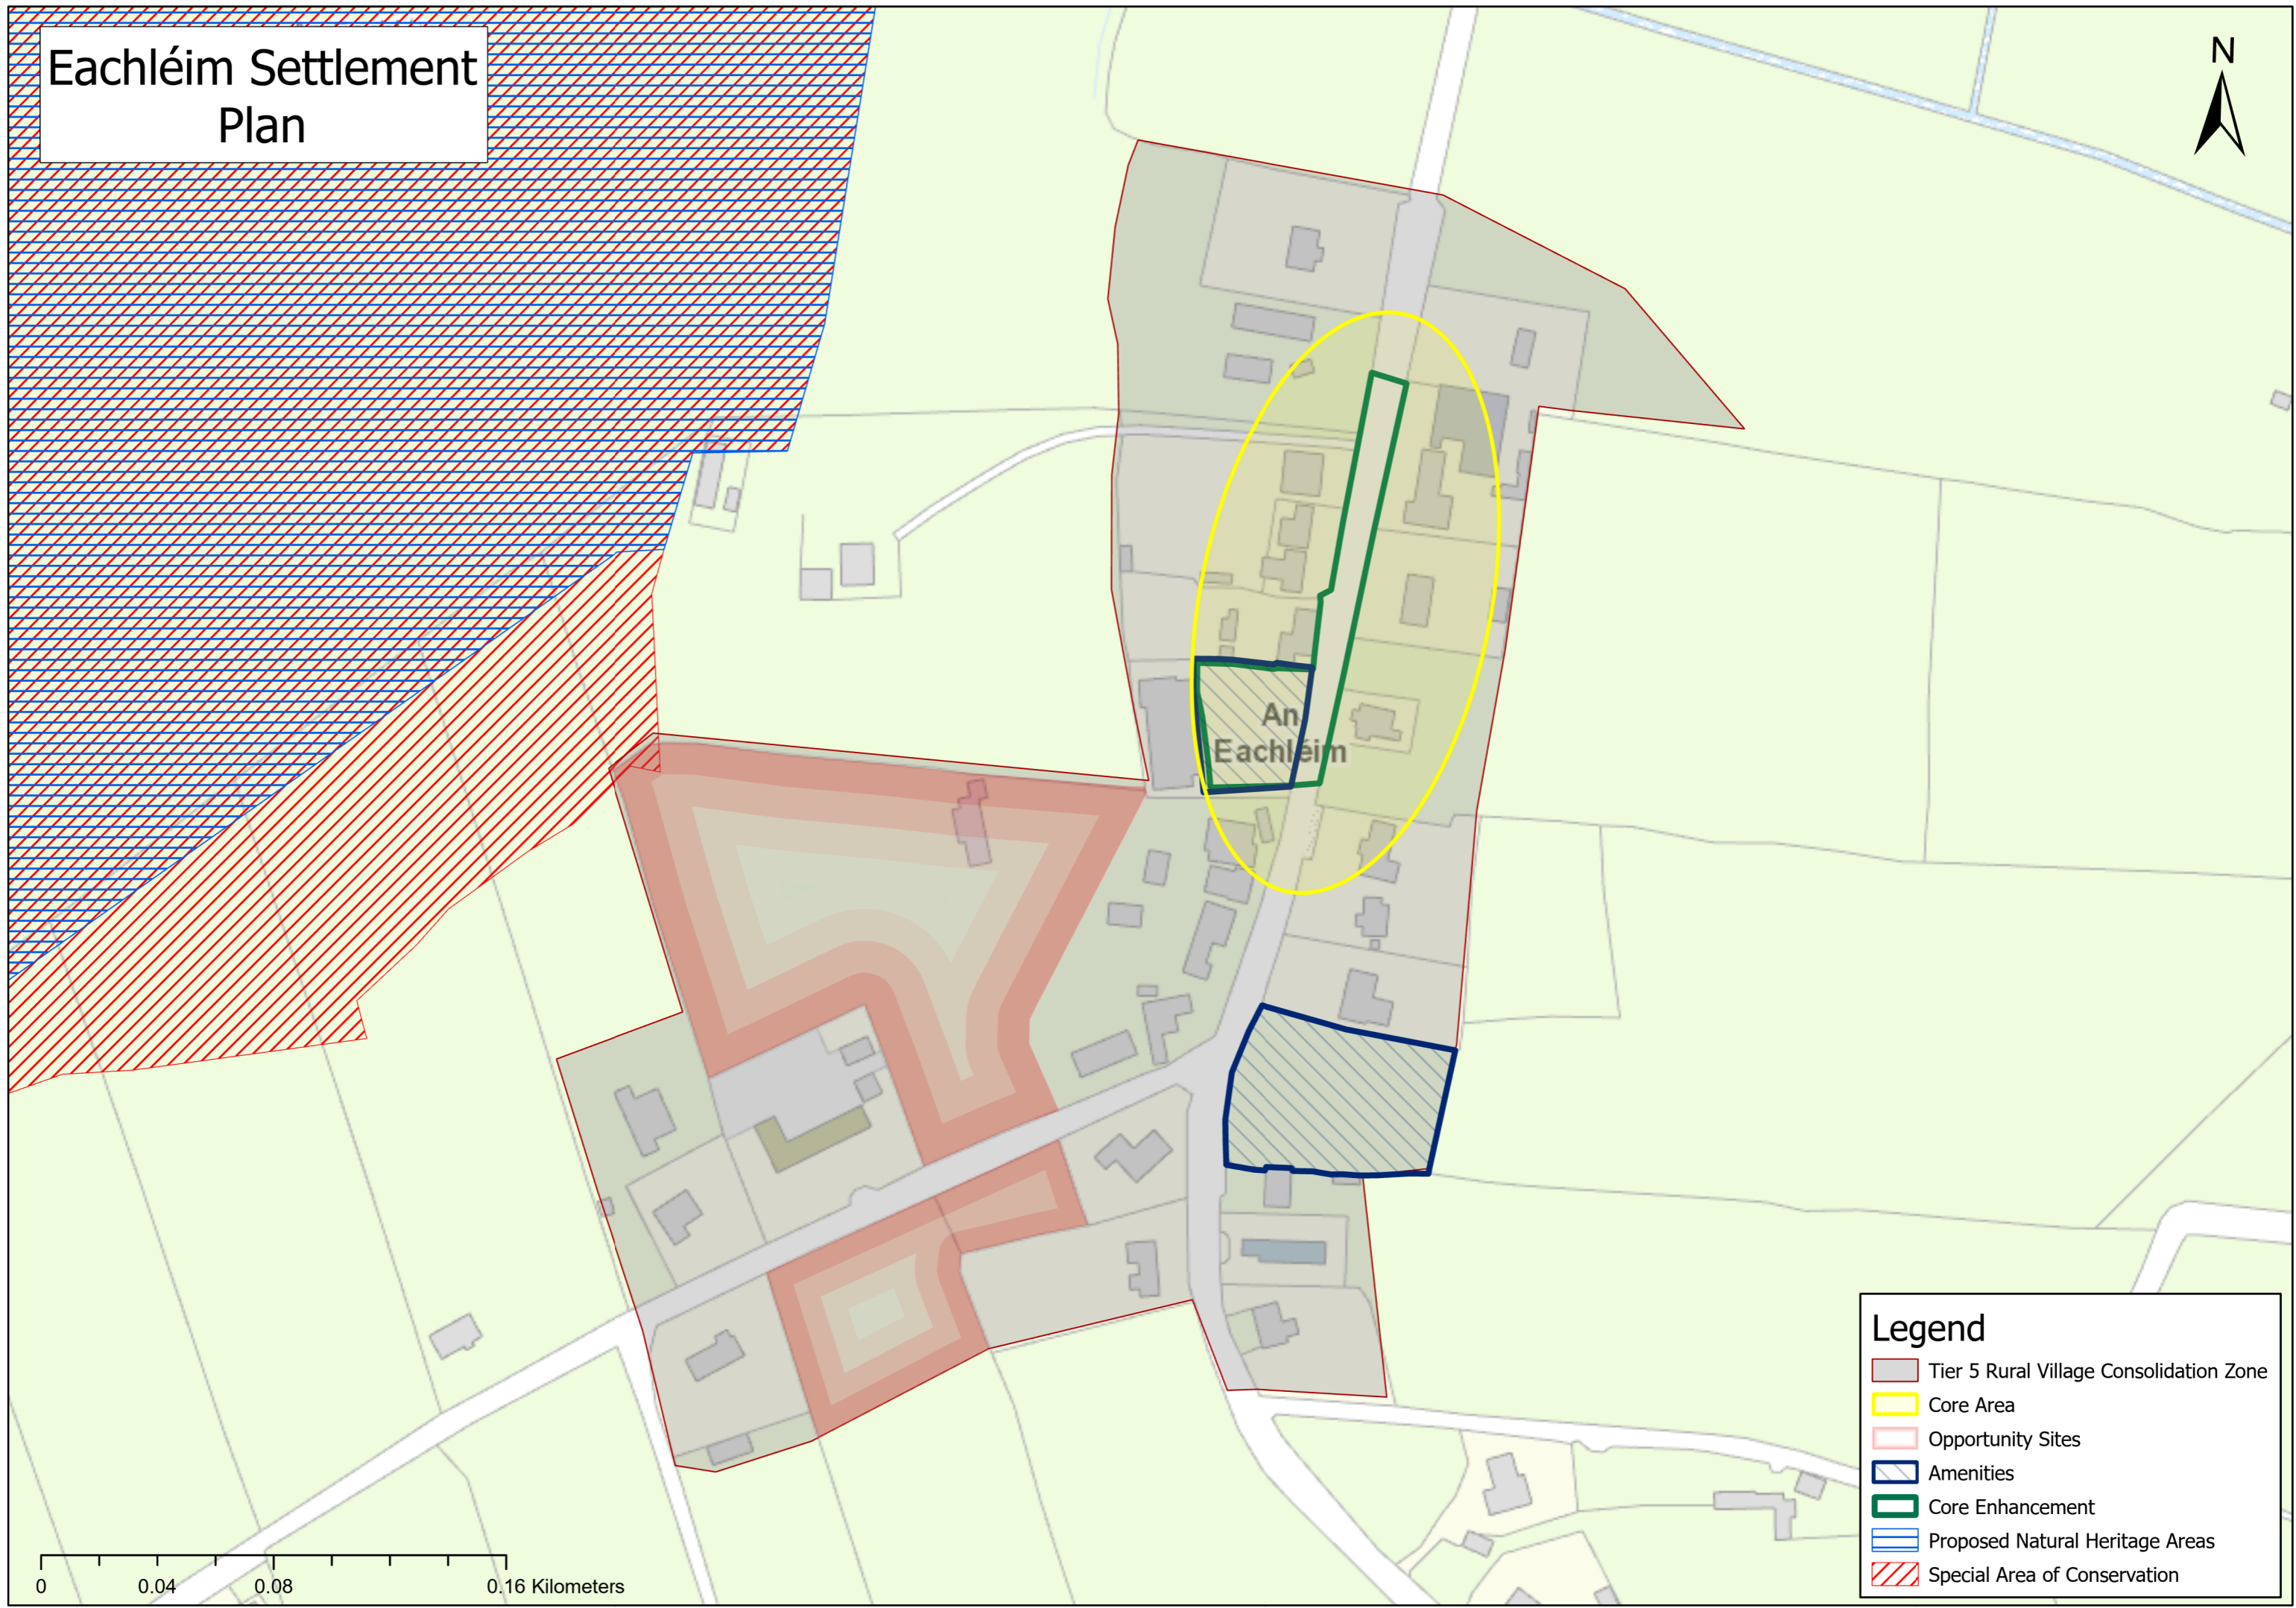 Eachléim Settlement
Plan
N
An
Eachléim
Legend
Tier 5 Rural Village Consolidation Zone
Core Area
Opportunity Sites
Amenities
Core Enhancement
Proposed Natural Heritage Areas
Special Area of Conservation
0 0.04 0.08 0.16 Kilometers